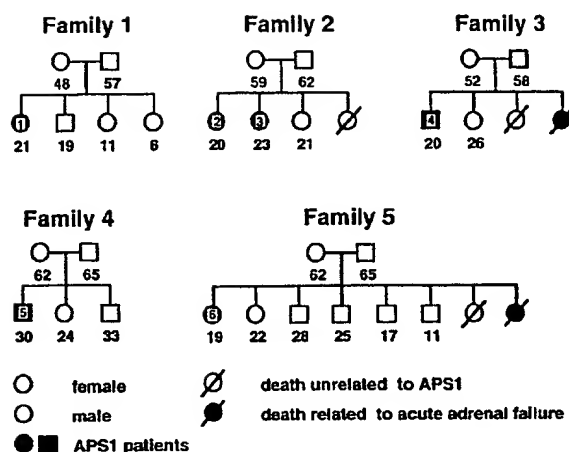 Family 1
Family 2
Family 3
48 57
59 62
52 58
1
2 3
4
21 19 11 6
20 23 21
20 26
Family 4
Family 5
62 65
62 65
5
6
30 24 33
19 22 28 25 17 11
female
death unrelated to APS1
male
death related to acute adrenal failure
APS1 patients